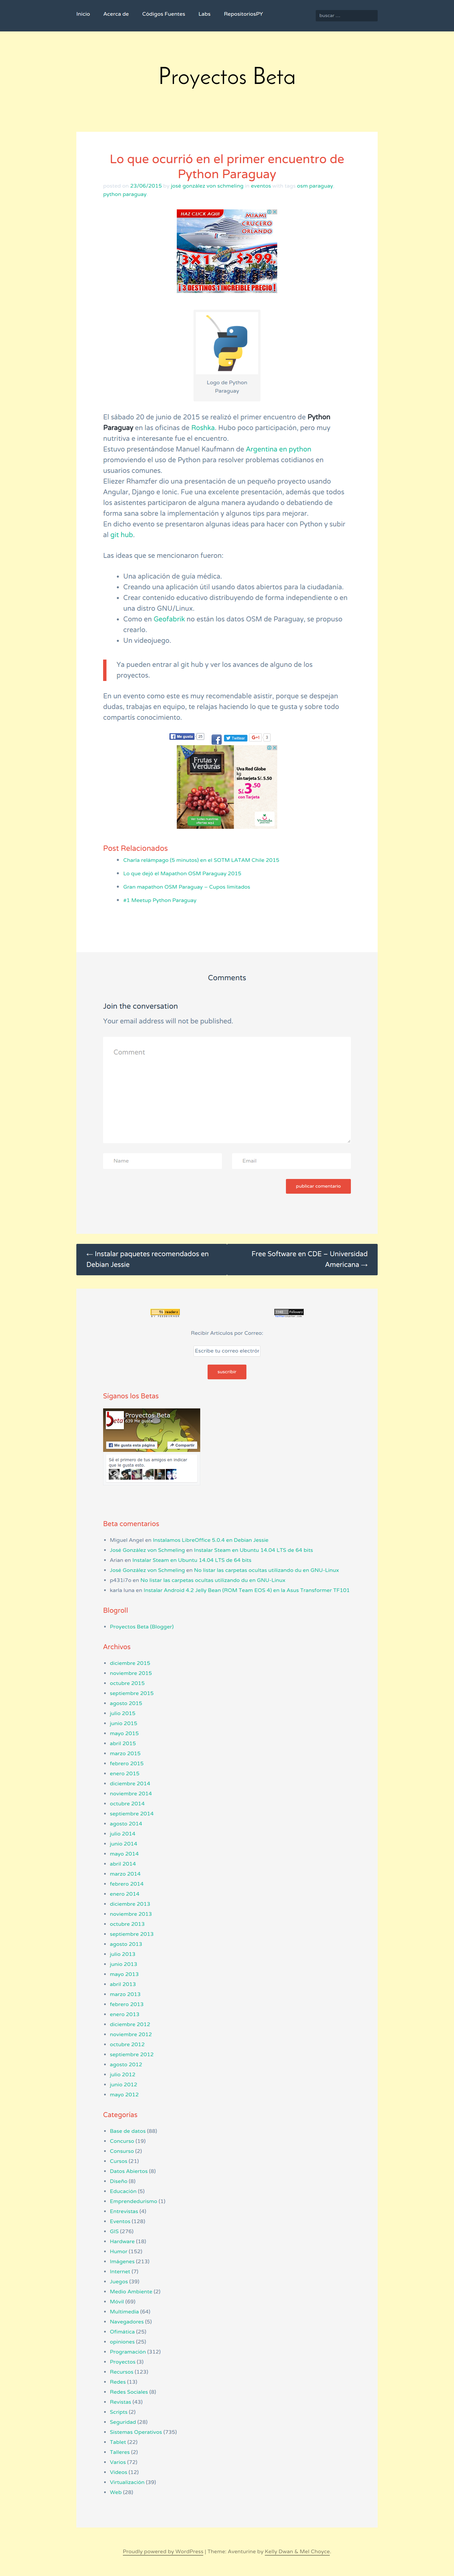 Inicio Acerca de Códigos Fuentes Labs RepositoriosPY
buscar ...
Proyectos Beta
Lo que ocurrió en el primer encuentro de
Python Paraguay
posted on 23/06/2015 by josé gonzález von schmeling in eventos with tags osm paraguay,
python paraguay
HAZ CLICK AQUÍ
MIAMI
CRUCERO
ORLANDO
3X1
$299
¡3 DESTINOS 1 INCREÍBLE PRECIO!
Logo de Python
Paraguay
El sábado 20 de junio de 2015 se realizó el primer encuentro de Python
Paraguay en las oficinas de Roshka. Hubo poca participación, pero muy
nutritiva e interesante fue el encuentro.
Estuvo presentándose Manuel Kaufmann de Argentina en python
promoviendo el uso de Python para resolver problemas cotidianos en
usuarios comunes.
Eliezer Rhamzfer dio una presentación de un pequeño proyecto usando
Angular, Django e Ionic. Fue una excelente presentación, además que todos
los asistentes participaron de alguna manera ayudando o debatiendo de
forma sana sobre la implementación y algunos tips para mejorar.
En dicho evento se presentaron algunas ideas para hacer con Python y subir
al git hub.
Las ideas que se mencionaron fueron:
Una aplicación de guía médica.
Creando una aplicación útil usando datos abiertos para la ciudadanía.
Crear contenido educativo distribuyendo de forma independiente o en
una distro GNU/Linux.
Como en Geofabrik no están los datos OSM de Paraguay, se propuso
crearlo.
Un videojuego.
Ya pueden entrar al git hub y ver los avances de alguno de los
proyectos.
En un evento como este es muy recomendable asistir, porque se despejan
dudas, trabajas en equipo, te relajas haciendo lo que te gusta y sobre todo
compartís conocimiento.
Me gusta 25 Twittear G+1 0
Frutas y
Verduras
Uva Red Globe
kg
sin tarjeta S/. 5.50
S/. 3.50
con Tarjeta
Post Relacionados
Charla relámpago (5 minutos) en el SOTM LATAM Chile 2015
Lo que dejó el Mapathon OSM Paraguay 2015
Gran mapathon OSM Paraguay – Cupos limitados
#1 Meetup Python Paraguay
Comments
Join the conversation
Your email address will not be published.
Comment
Name Email
publicar comentario
← Instalar paquetes recomendados en
Debian Jessie
Free Software en CDE – Universidad
Americana →
Recibir Articulos por Correo:
Escribe tu correo electrón
suscribir
Siganos los Betas
Proyectos Beta
Me gusta esta página Compartir
Sé el primero de tus amigos en indicar
que le gusta esto.
Beta comentarios
Miguel Angel en Instalamos LibreOffice 5.0.4 en Debian Jessie
José González von Schmeling en Instalar Steam en Ubuntu 14.04 LTS de 64 bits
Arian en Instalar Steam en Ubuntu 14.04 LTS de 64 bits
José González von Schmeling en No listar las carpetas ocultas utilizando du en GNU-Linux
p431i7o en No listar las carpetas ocultas utilizando du en GNU-Linux
karla luna en Instalar Android 4.2 Jelly Bean [ROM Team EOS 4] en la Asus Transformer TF101
Blogroll
Proyectos Beta (Blogger)
Archivos
diciembre 2015
noviembre 2015
octubre 2015
septiembre 2015
agosto 2015
julio 2015
junio 2015
mayo 2015
abril 2015
marzo 2015
febrero 2015
enero 2015
diciembre 2014
noviembre 2014
octubre 2014
septiembre 2014
agosto 2014
julio 2014
junio 2014
mayo 2014
abril 2014
marzo 2014
febrero 2014
enero 2014
diciembre 2013
noviembre 2013
octubre 2013
septiembre 2013
agosto 2013
julio 2013
junio 2013
mayo 2013
abril 2013
marzo 2013
febrero 2013
enero 2013
diciembre 2012
noviembre 2012
octubre 2012
septiembre 2012
agosto 2012
julio 2012
junio 2012
mayo 2012
Categorías
Base de datos (88)
Concurso (19)
Consurso (2)
Cursos (21)
Datos Abiertos (8)
Diseño (8)
Educación (5)
Emprendedurismo (1)
Entrevistas (4)
Eventos (128)
GIS (276)
Hardware (18)
Humor (152)
Imágenes (213)
Internet (7)
Juegos (39)
Medio Ambiente (2)
Móvil (69)
Multimedia (64)
Navegadores (5)
Ofimática (25)
opiniones (25)
Programación (312)
Proyectos (3)
Recursos (123)
Redes (13)
Redes Sociales (8)
Revistas (43)
Scripts (2)
Seguridad (28)
Sistemas Operativos (735)
Tablet (22)
Talleres (2)
Varios (72)
Videos (12)
Virtualización (39)
Web (28)
Proudly powered by WordPress | Theme: Aventurine by Kelly Dwan & Mel Choyce.